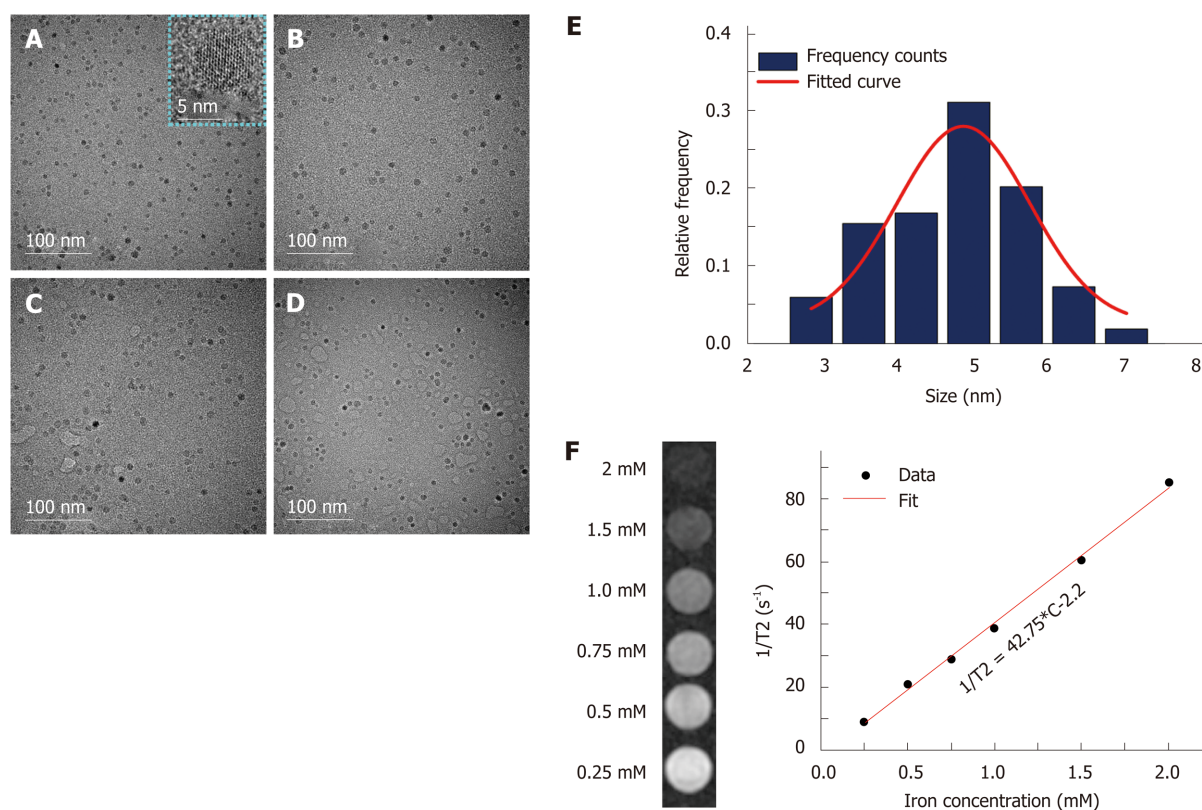 A
5 nm
100 nm
B
100 nm
C
100 nm
D
100 nm
E
0.4
0.3
0.2
0.1
0.0
Relative frequency
Frequency counts
Fitted curve
2 3 4 5 6 7 8
Size (nm)
F
2 mM
1.5 mM
1.0 mM
0.75 mM
0.5 mM
0.25 mM
80
60
40
20
0
1/T2 (s⁻¹)
Data
Fit
1/T2 = 42.75*C-2.2
0.0 0.5 1.0 1.5 2.0
Iron concentration (mM)